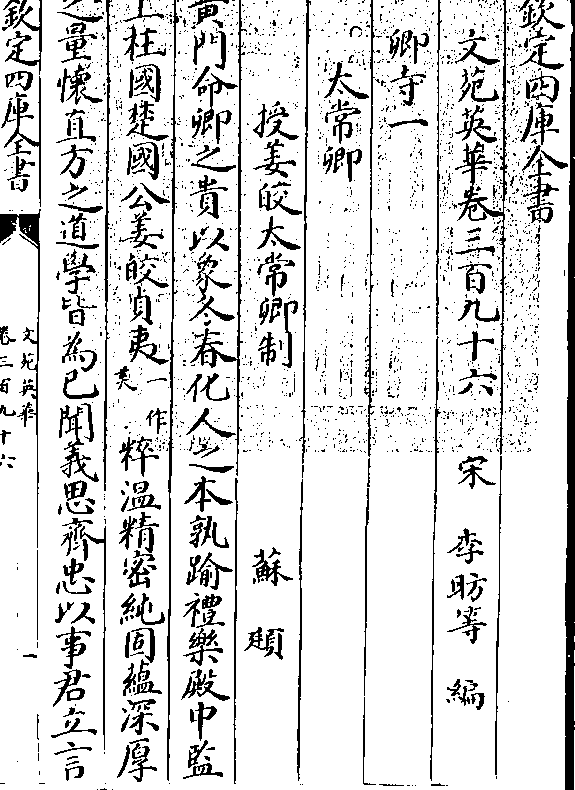 欽定四庫全書
文苑英華卷三百九十六 宋 李昉等 編
卿寺一
太常卿
授姜皎太常卿制 蘇頲
黄門命卿之貴以象冬春化人之本孰踰禮樂殿中監
上柱國楚國公姜皎貞夷一作美粹温精密純固藴深厚
之量懷直方之道學皆為已聞義思齊忠以事君立言
欽定四庫全書
文苑英華
卷三百九十六
一